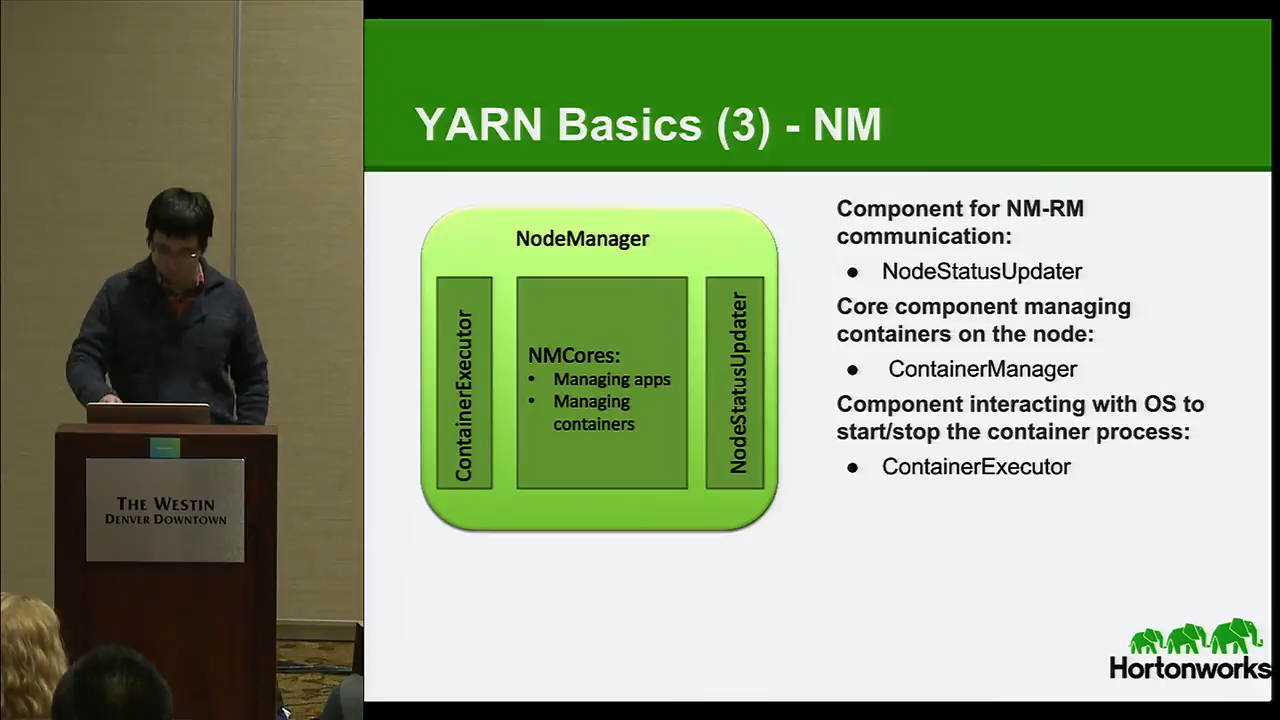 YARN Basics (3) - NM
NodeManager
ContainerExecutor
NMCores:
• Managing apps
• Managing
containers
NodeStatusUpdater
Component for NM-RM
communication:
● NodeStatusUpdater
Core component managing
containers on the node:
● ContainerManager
Component interacting with OS to
start/stop the container process:
● ContainerExecutor
Hortonworks
THE WESTIN
DENVER DOWNTOWN